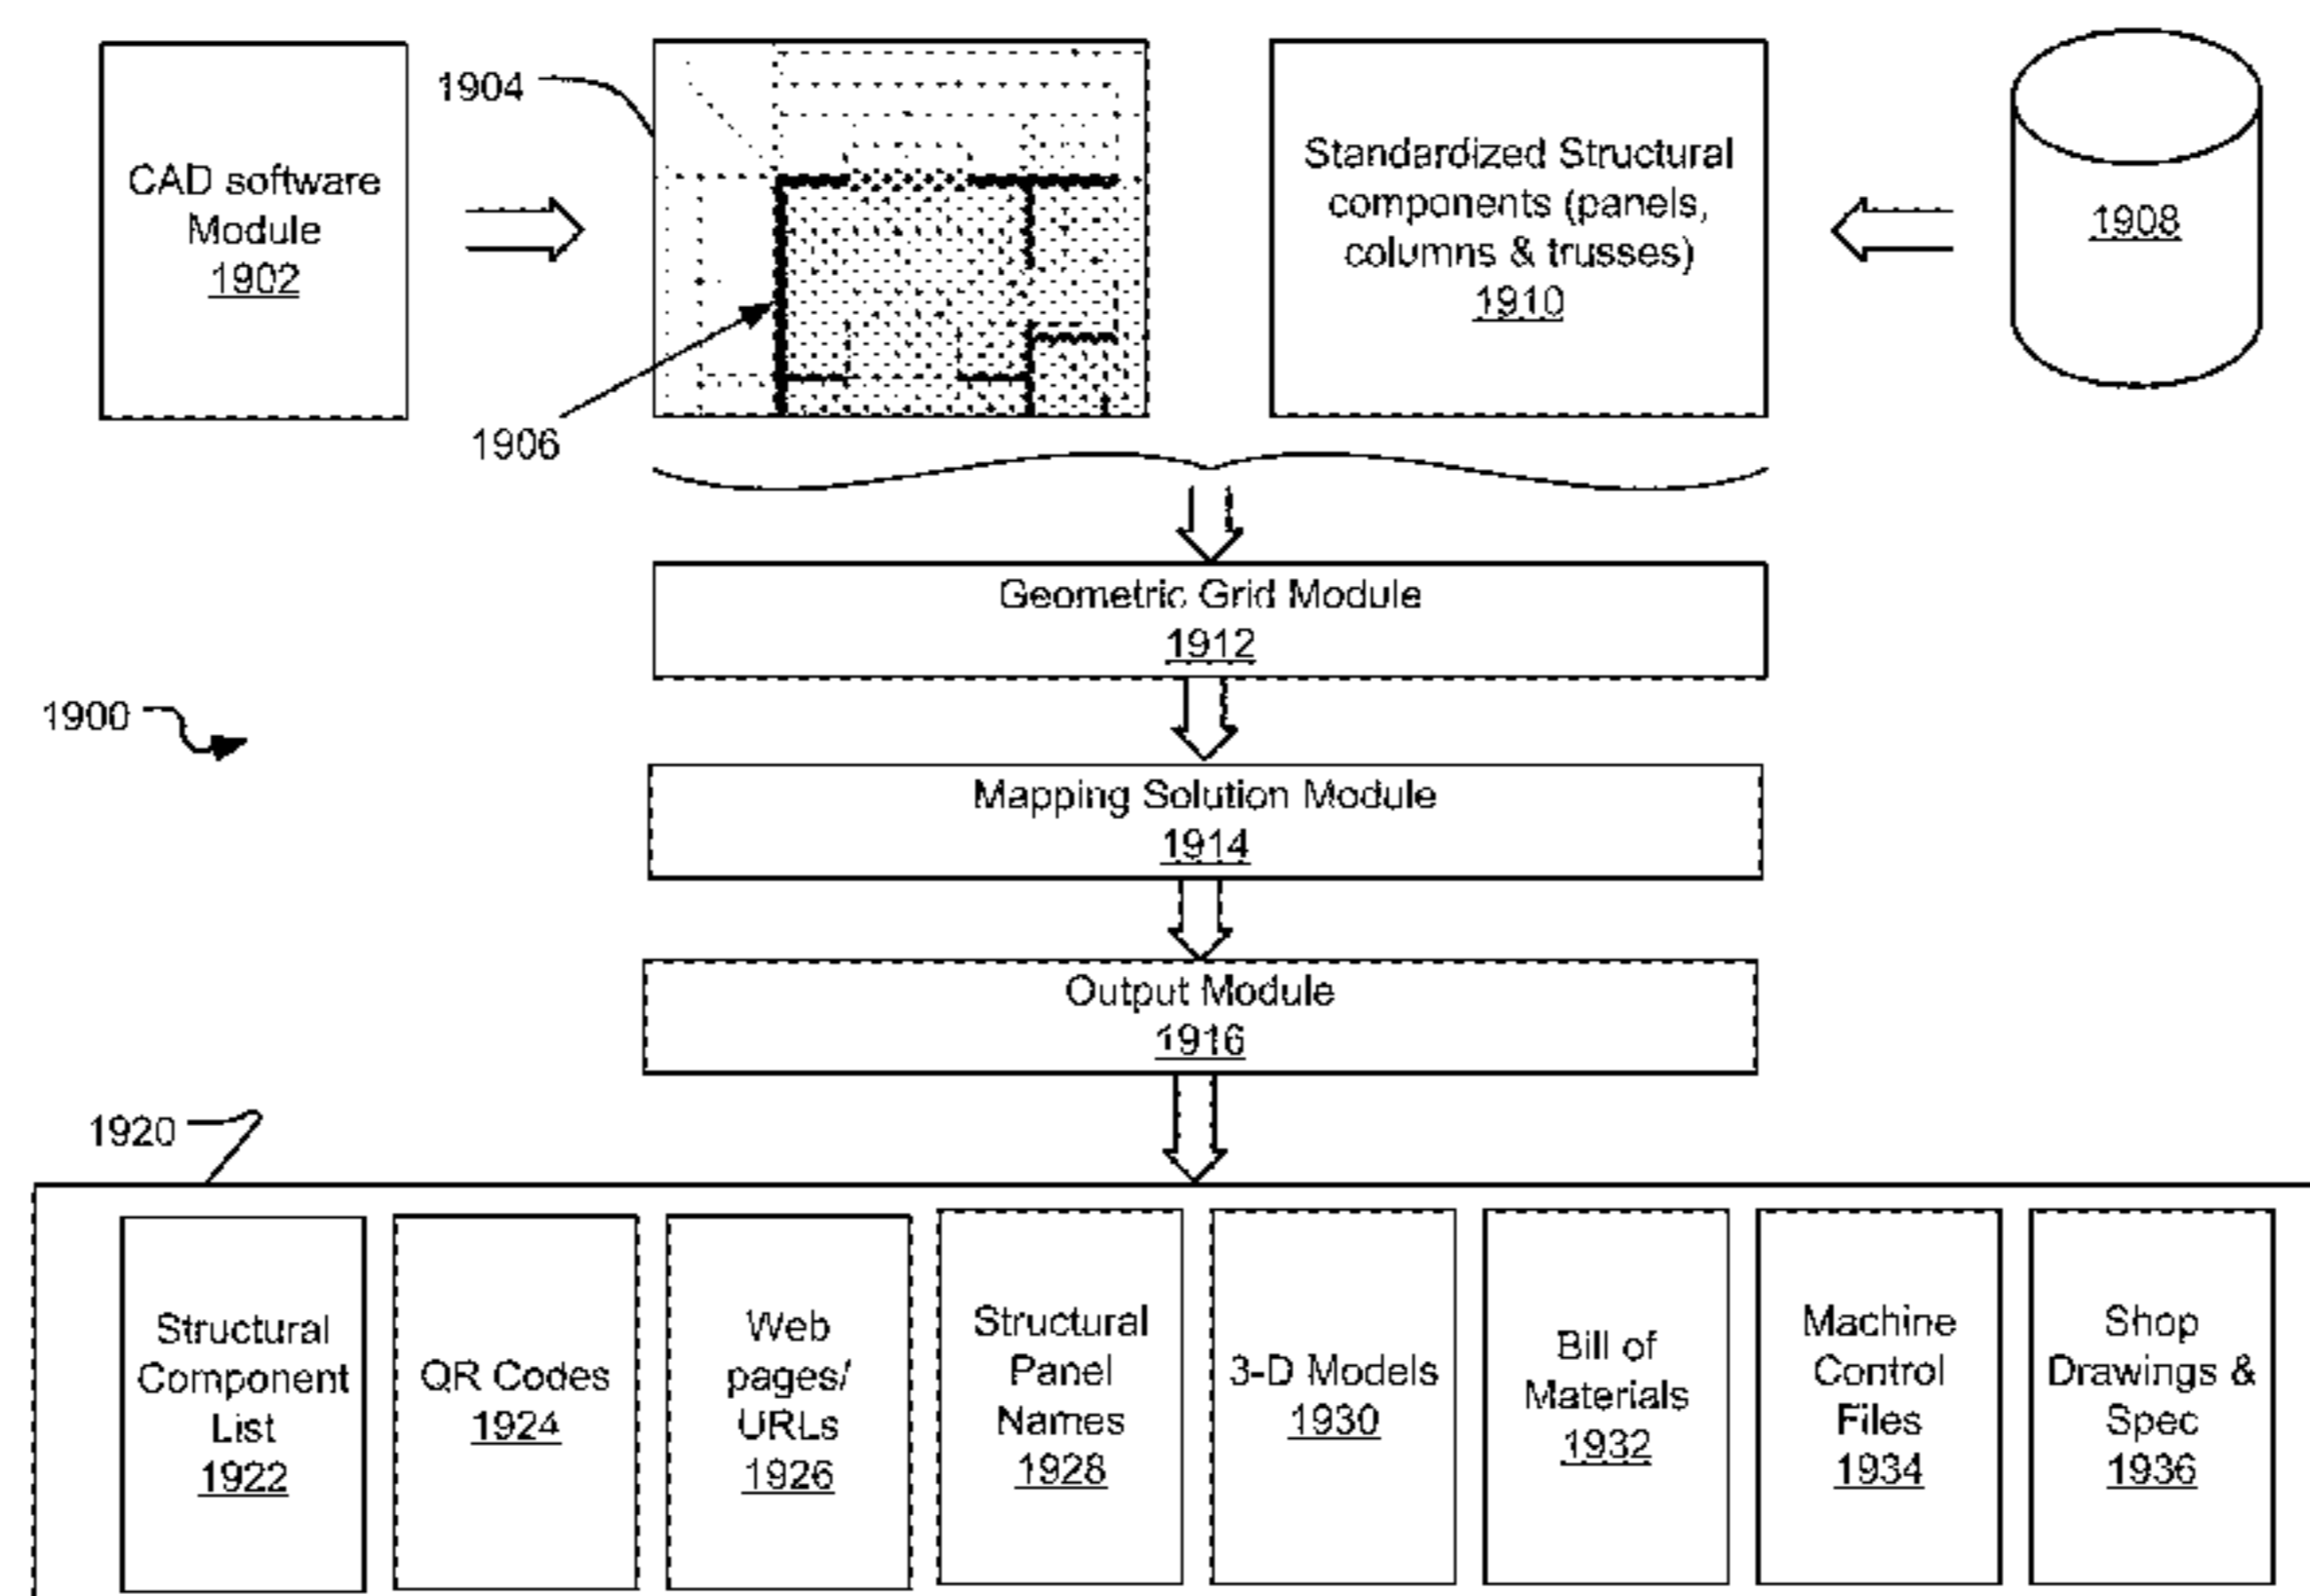 CAD software
Module
1902
1904
1906
Standardized Structural
components (panels,
columns & trusses)
1910
1908
Geometric Grid Module
1912
1900
Mapping Solution Module
1914
Output Module
1916
1920
Structural
Component
List
1922
QR Codes
1924
Web
pages/
URLs
1926
Structural
Panel
Names
1928
3-D Models
1930
Bill of
Materials
1932
Machine
Control
Files
1934
Shop
Drawings &
Spec
1936